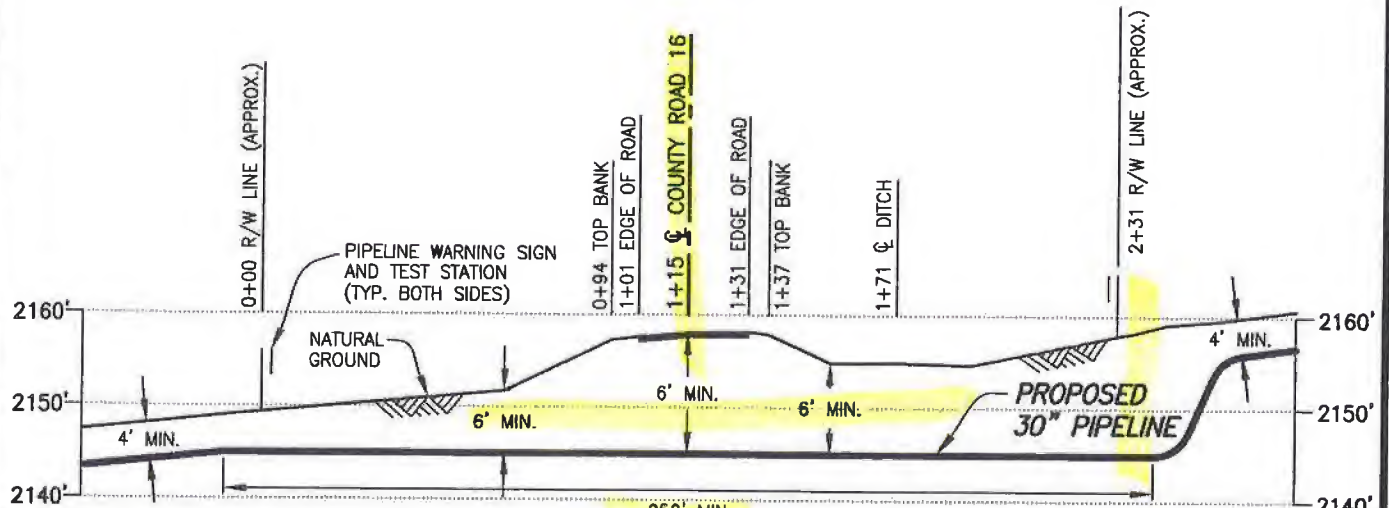 0+00 R/W LINE (APPROX.)
0+94 TOP BANK
1+01 EDGE OF ROAD
1+15 ℄ COUNTY ROAD 16
1+31 EDGE OF ROAD
1+37 TOP BANK
1+71 ℄ DITCH
2+31 R/W LINE (APPROX.)
PIPELINE WARNING SIGN
AND TEST STATION
(TYP. BOTH SIDES)
NATURAL
GROUND
2160'
2160'
4' MIN.
2150'
2150'
4' MIN.
6' MIN.
6' MIN.
6' MIN.
PROPOSED
30" PIPELINE
2140'
2140'